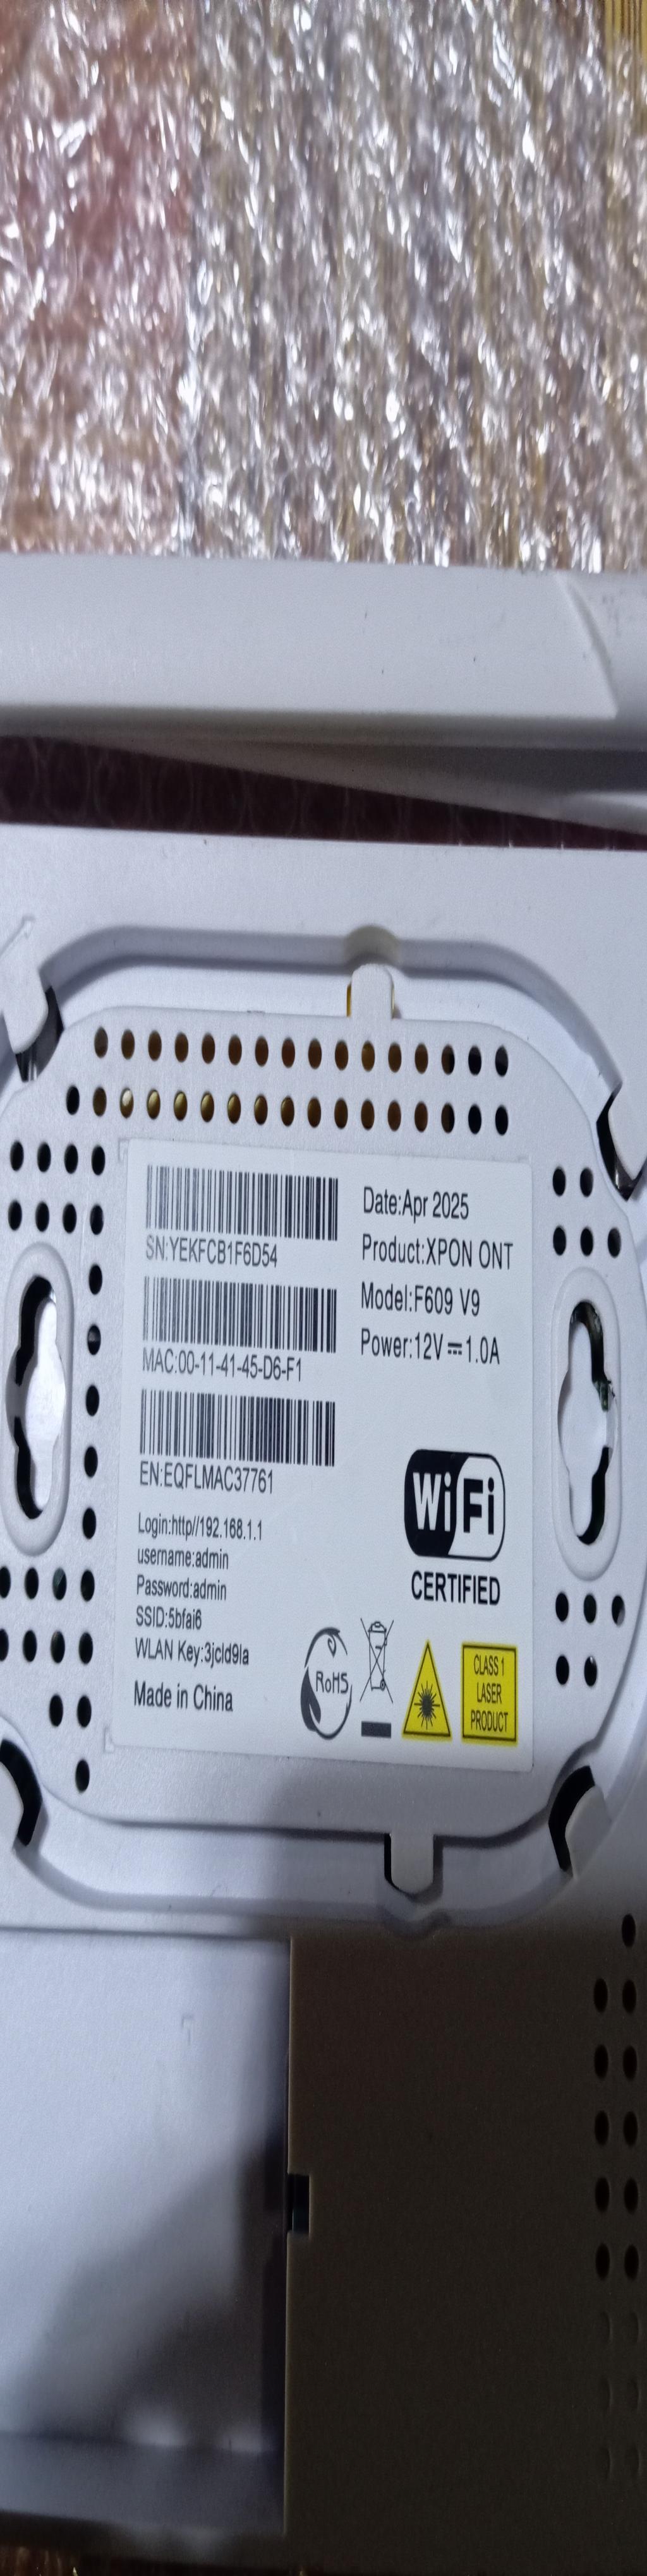 SN:YEKFCB1F6D54
MAC:00-11-41-45-D6-F1
EN:EQFLMAC37761
Login:http//192.168.1.1
username:admin
Password:admin
SSID:5bfai6
WLAN Key:3jcld9la
Made in China
Date:Apr 2025
Product:XPON ONT
Model:F609 V9
Power:12V⎓1.0A
WiFi
CERTIFIED
RoHS
CLASS 1
LASER
PRODUCT